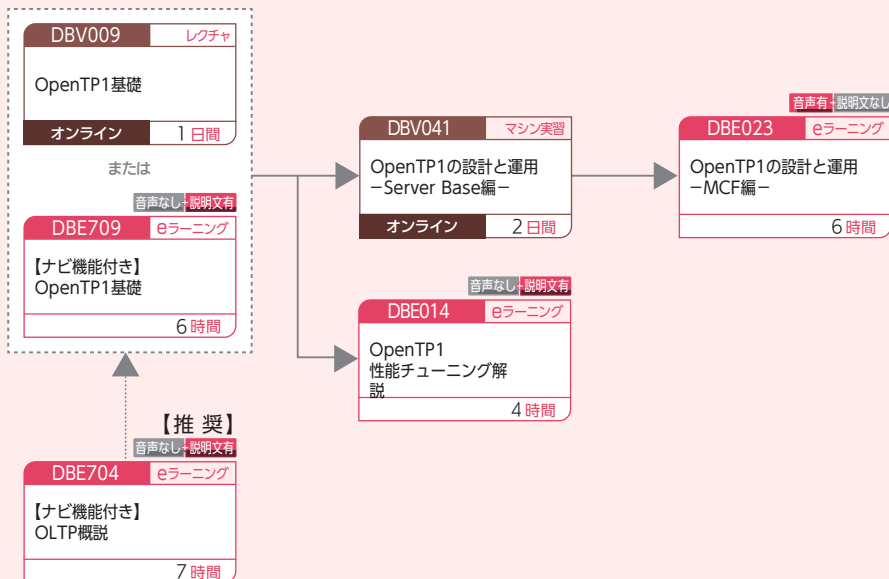 DBV009 レクチャ
OpenTP1基礎
オンライン 1日間
または
音声なし+説明文有
DBE709 eラーニング
【ナビ機能付き】
OpenTP1基礎
6時間
【推 奨】
音声なし+説明文有
DBE704 eラーニング
【ナビ機能付き】
OLTP概説
7時間
DBV041 マシン実習
OpenTP1の設計と運用
−Server Base編−
オンライン 2日間
音声なし+説明文有
DBE014 eラーニング
OpenTP1
性能チューニング解
説
4時間
音声有+説明文なし
DBE023 eラーニング
OpenTP1の設計と運用
−MCF編−
6時間